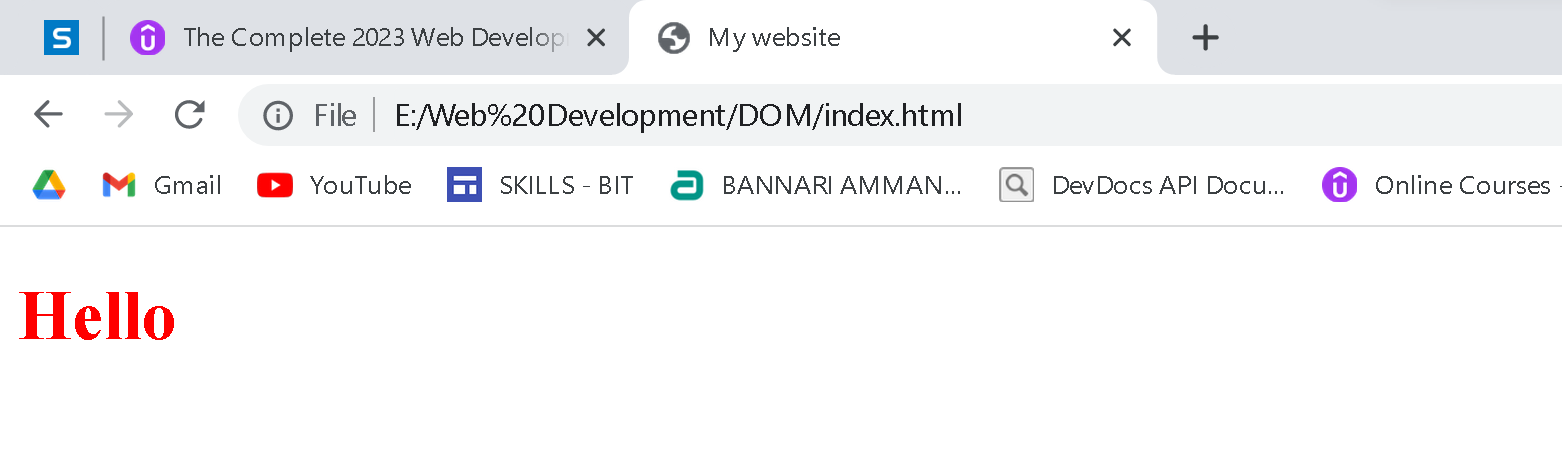 S The Complete 2023 Web Develop My website
File E:/Web%20Development/DOM/index.html
Gmail YouTube SKILLS - BIT BANNARI AMMAN... DevDocs API Docu... Online Courses -
Hello